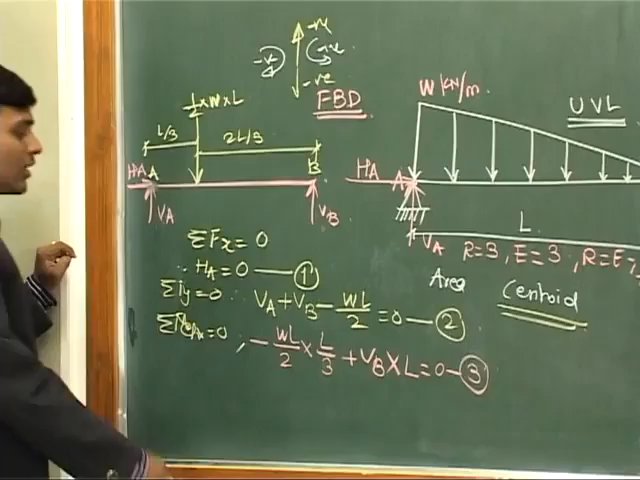 +ve
-ve
+ve
-ve
FBD
½×W×L
L/3
2L/3
HA A
B
VA
VB
W kN/m
UVL
HA A
L
VA
R=3, E=3, R=E
Area
Centroid
ΣFx = 0
∴ HA = 0 — ①
ΣFy = 0 ∴ VA + VB - WL/2 = 0 — ②
=0 , - WL/2 × L/3 + VB × L = 0 — ③